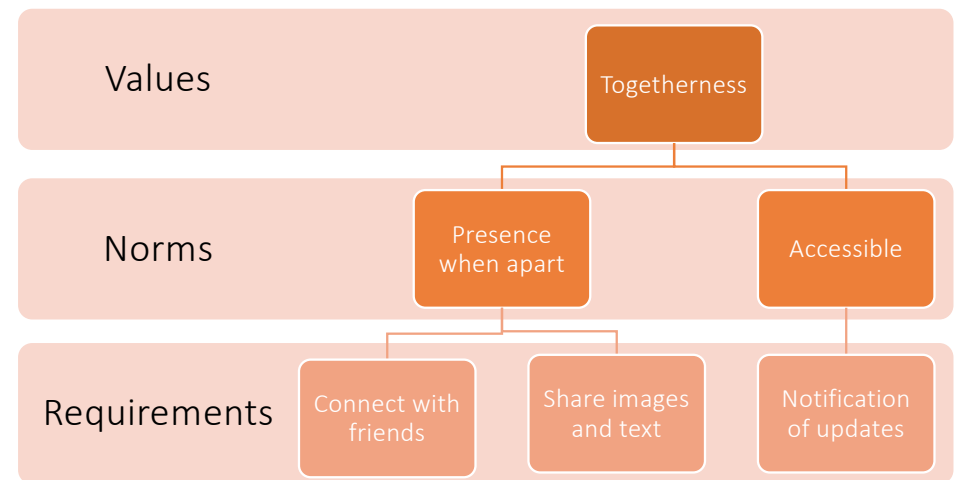 Values
Togetherness
Norms
Presence
when apart
Accessible
Requirements
Connect with
friends
Share images
and text
Notification
of updates